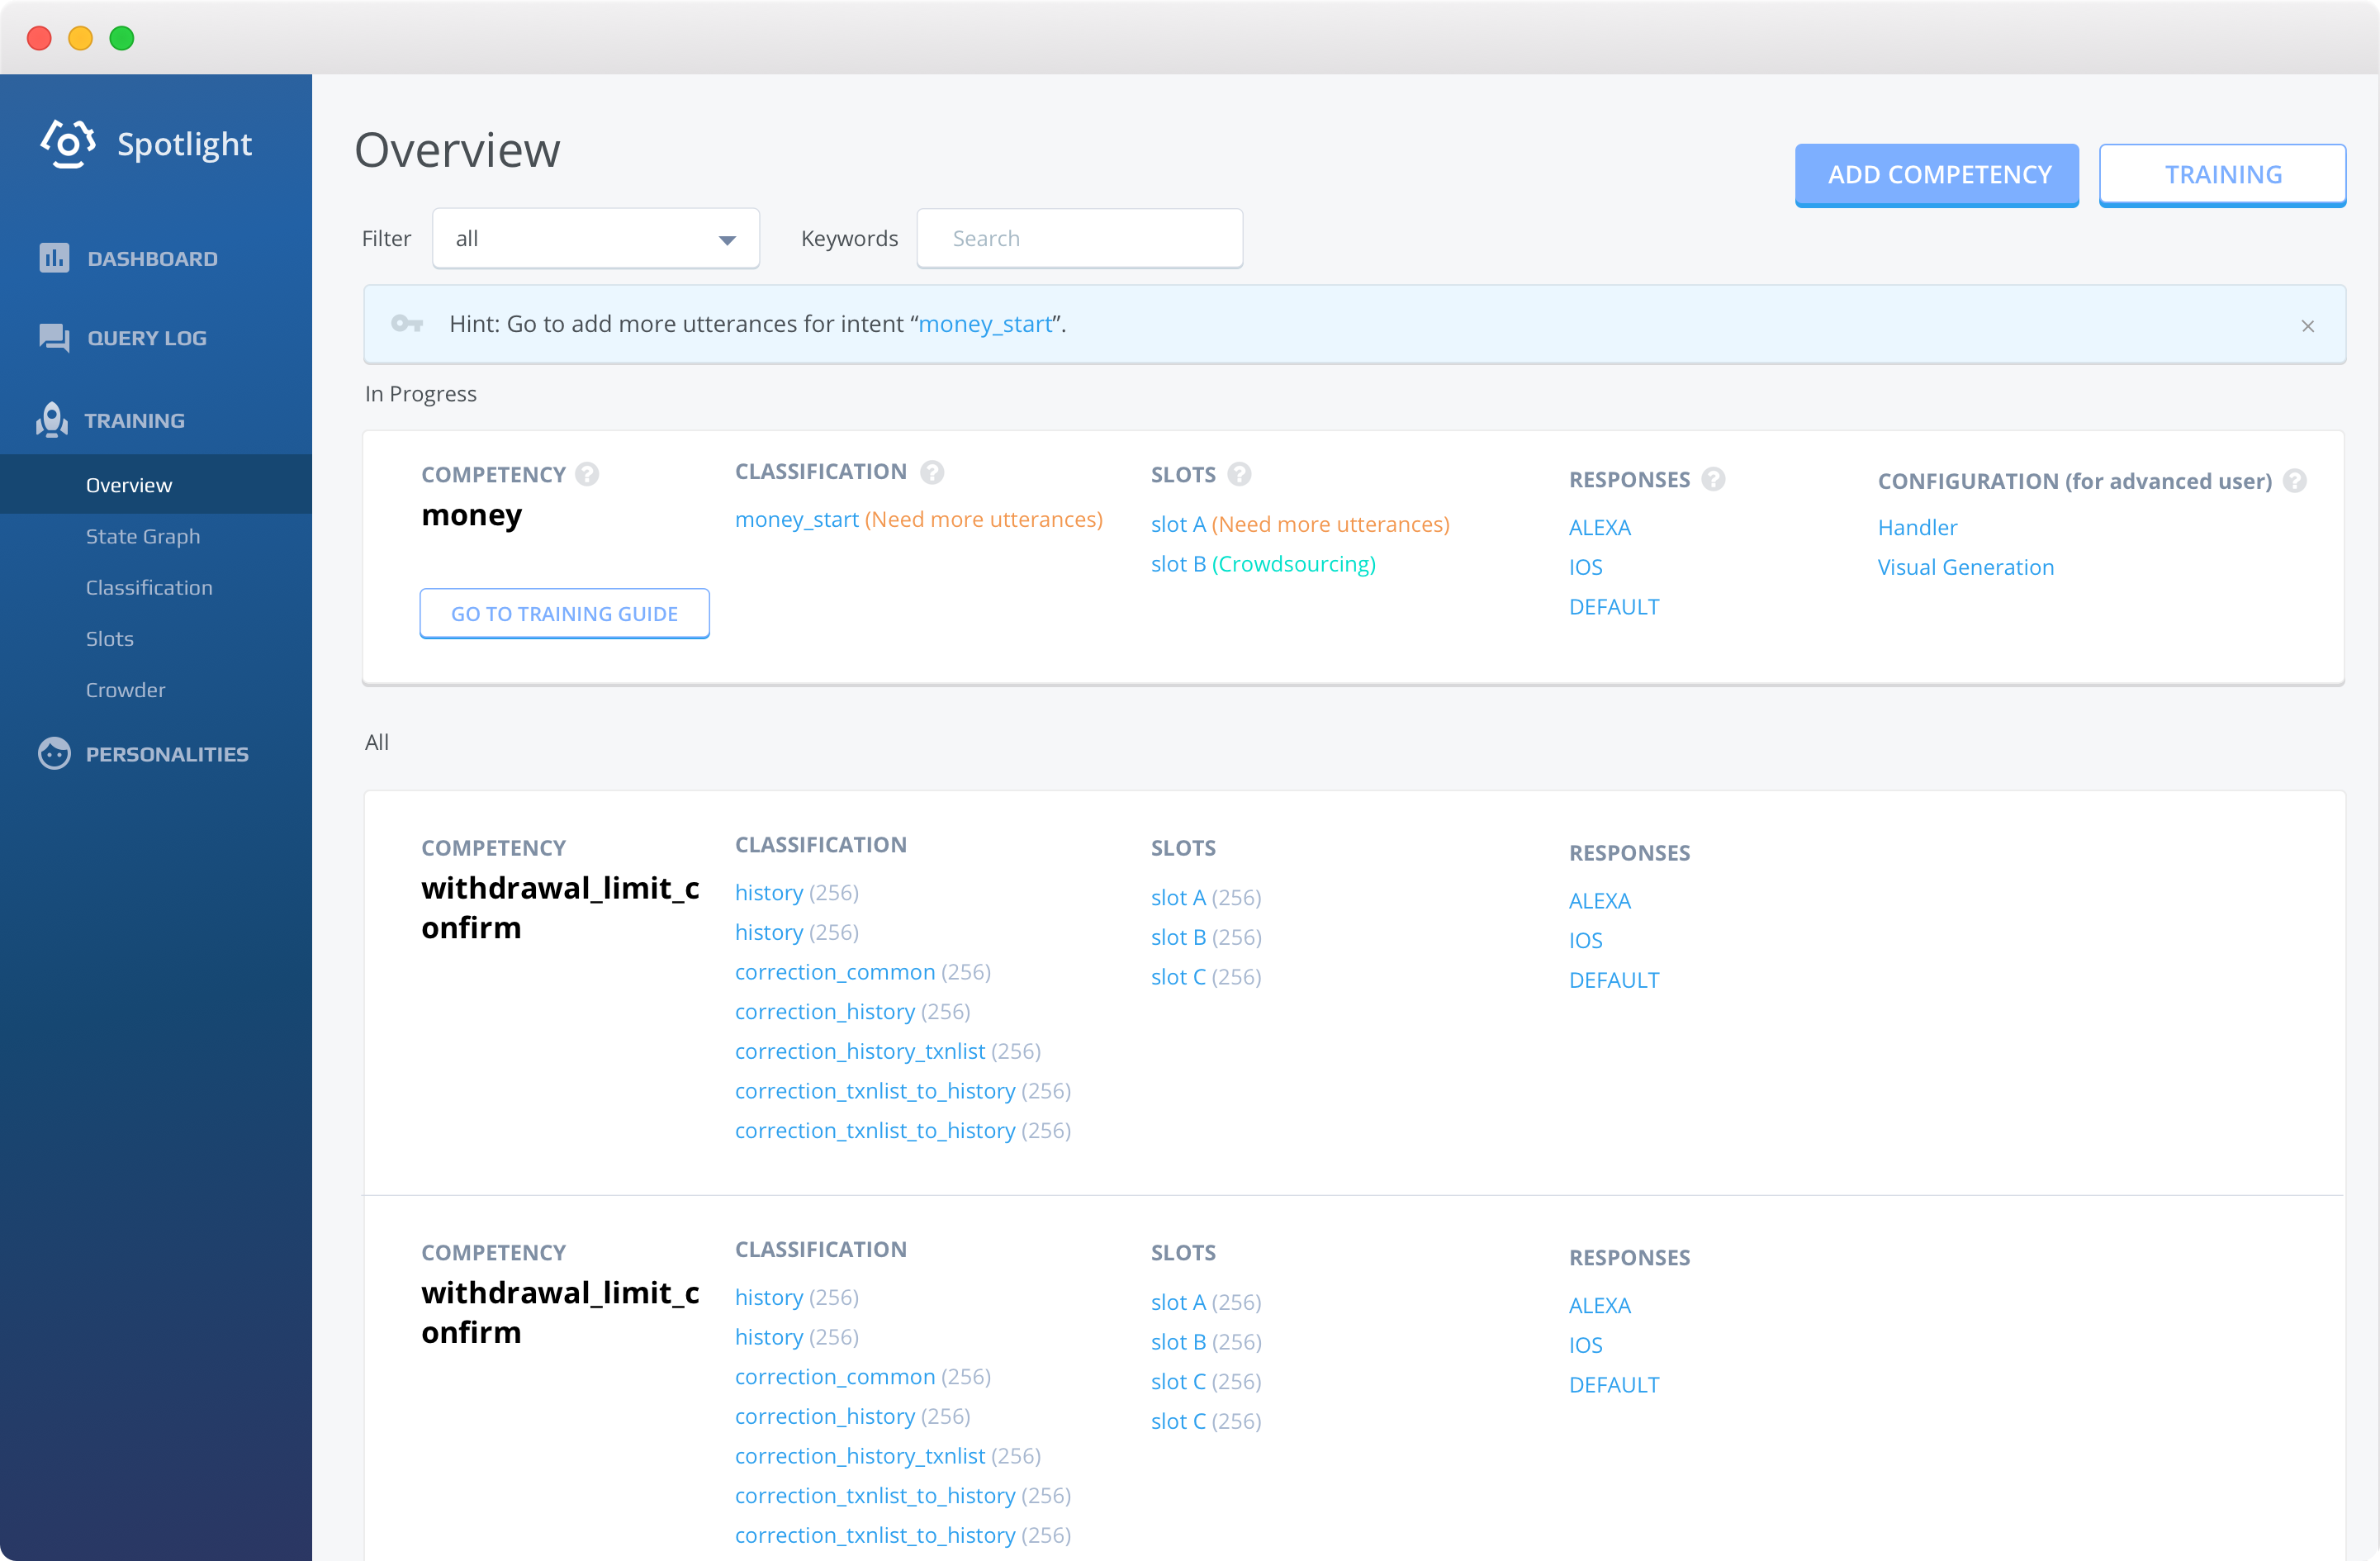 Spotlight
DASHBOARD
QUERY LOG
TRAINING
Overview
State Graph
Classification
Slots
Crowder
PERSONALITIES
Overview
ADD COMPETENCY
TRAINING
Filter
all
Keywords
Search
Hint: Go to add more utterances for intent “money_start”.
In Progress
COMPETENCY
money
GO TO TRAINING GUIDE
CLASSIFICATION
money_start (Need more utterances)
SLOTS
slot A (Need more utterances)
slot B (Crowdsourcing)
RESPONSES
ALEXA
IOS
DEFAULT
CONFIGURATION (for advanced user)
Handler
Visual Generation
All
COMPETENCY
withdrawal_limit_c
onfirm
CLASSIFICATION
history (256)
history (256)
correction_common (256)
correction_history (256)
correction_history_txnlist (256)
correction_txnlist_to_history (256)
correction_txnlist_to_history (256)
SLOTS
slot A (256)
slot B (256)
slot C (256)
RESPONSES
ALEXA
IOS
DEFAULT
COMPETENCY
withdrawal_limit_c
onfirm
CLASSIFICATION
history (256)
history (256)
correction_common (256)
correction_history (256)
correction_history_txnlist (256)
correction_txnlist_to_history (256)
correction_txnlist_to_history (256)
SLOTS
slot A (256)
slot B (256)
slot C (256)
slot C (256)
RESPONSES
ALEXA
IOS
DEFAULT